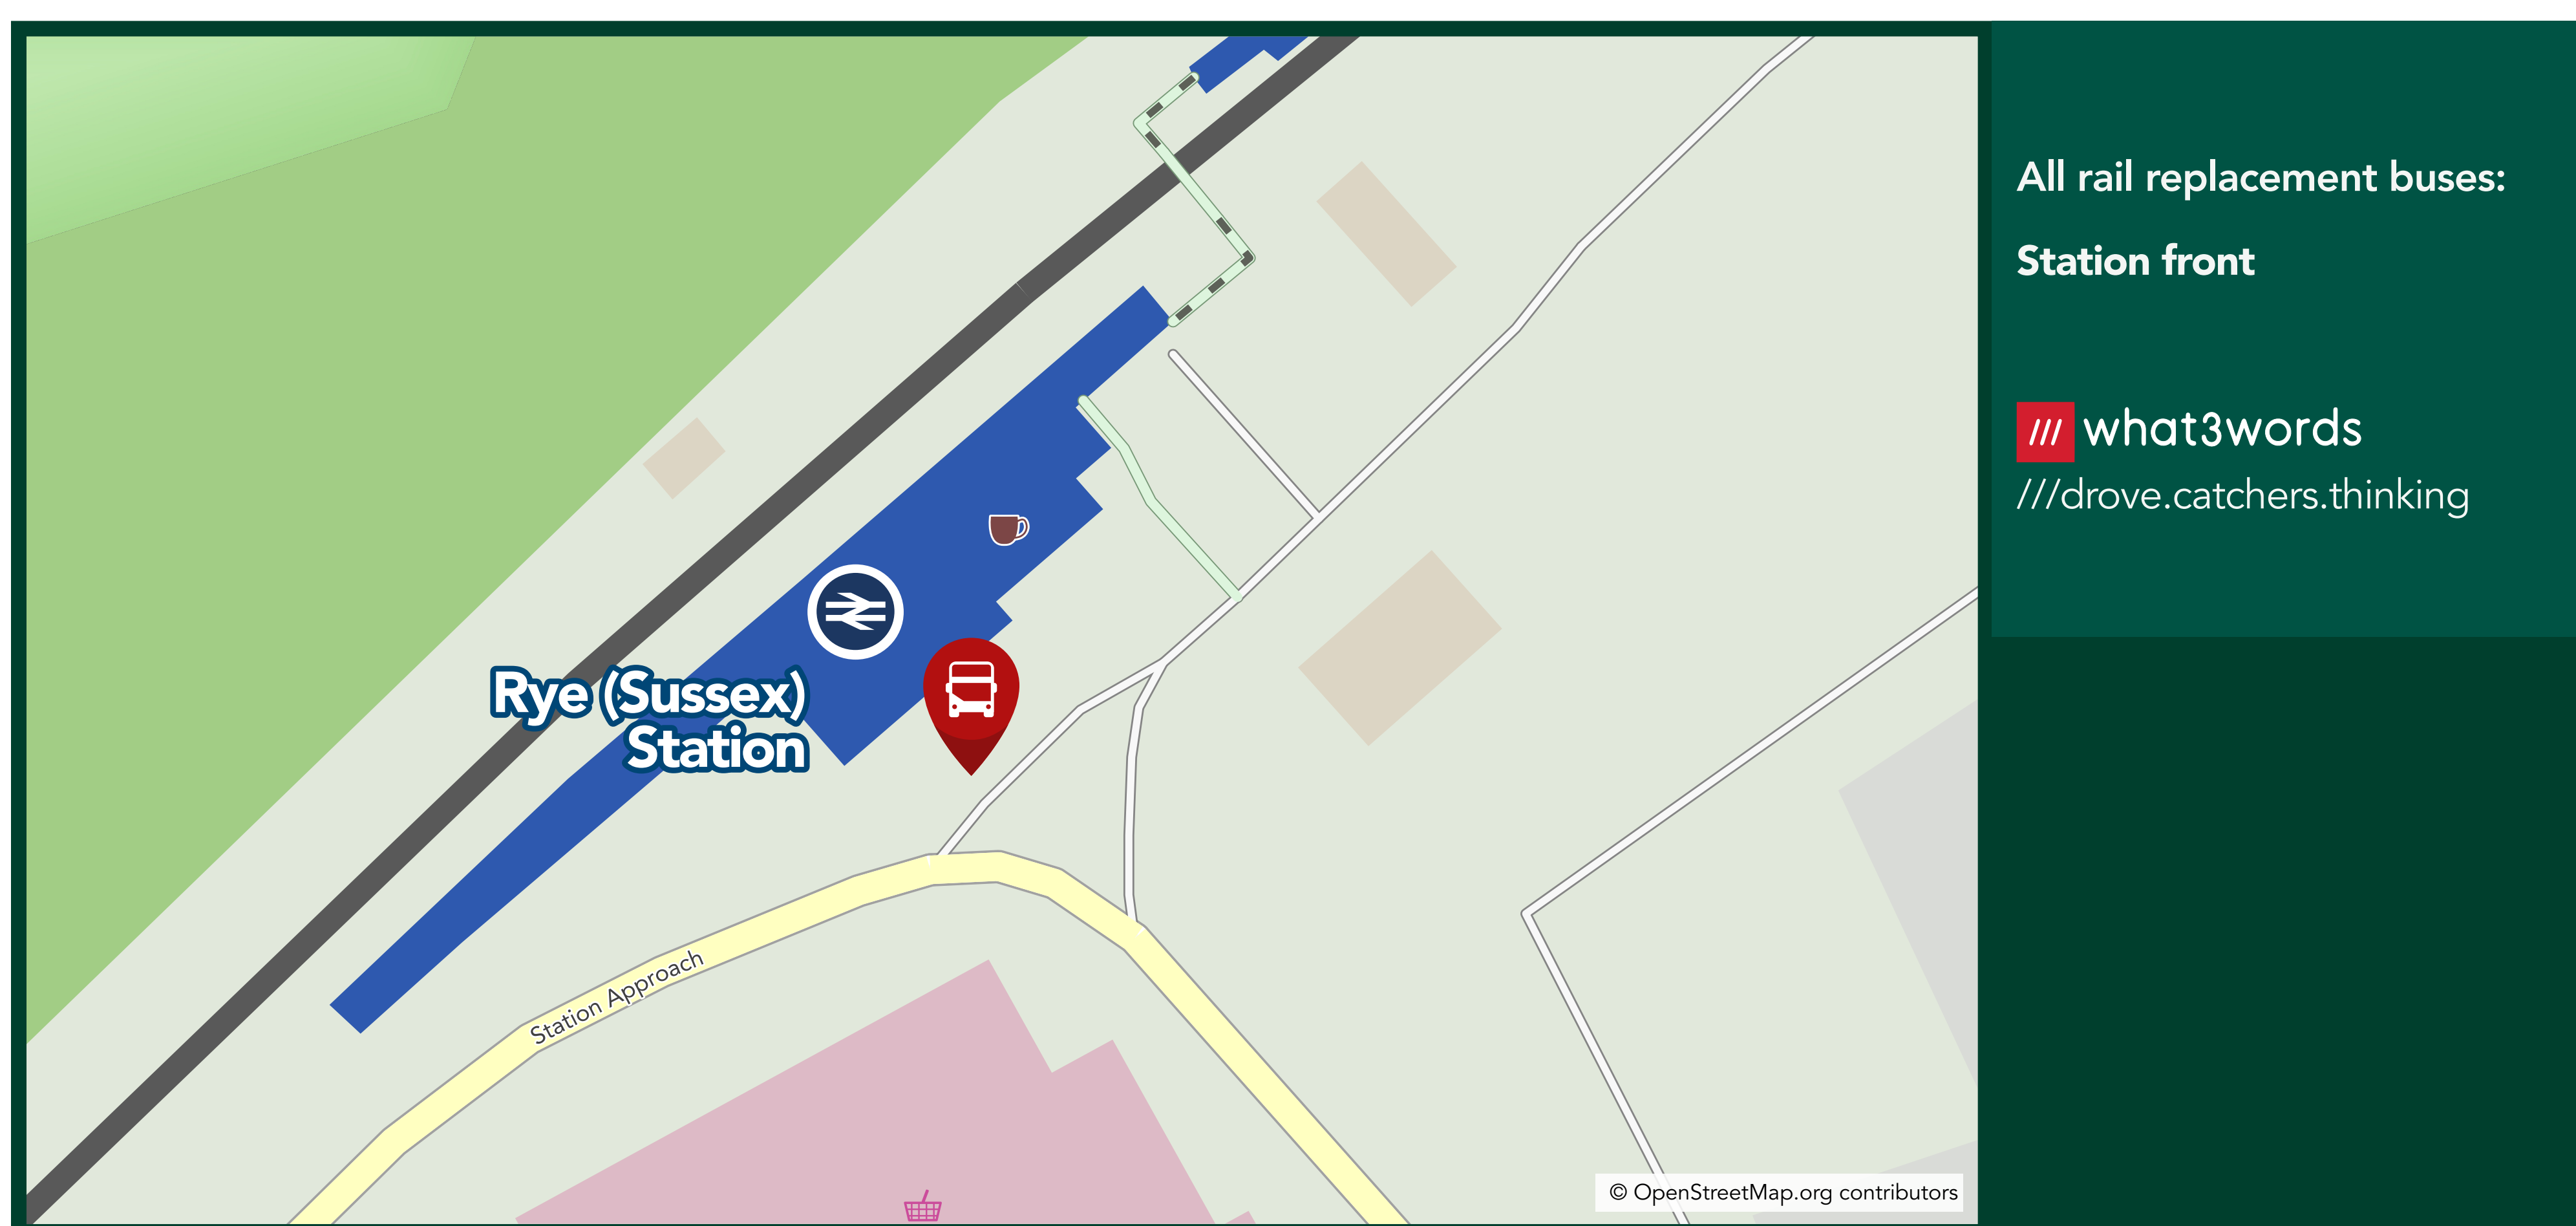 All rail replacement buses:
Station front
what3words
///drove.catchers.thinking
Rye (Sussex)
Station
Station Approach
© OpenStreetMap.org contributors